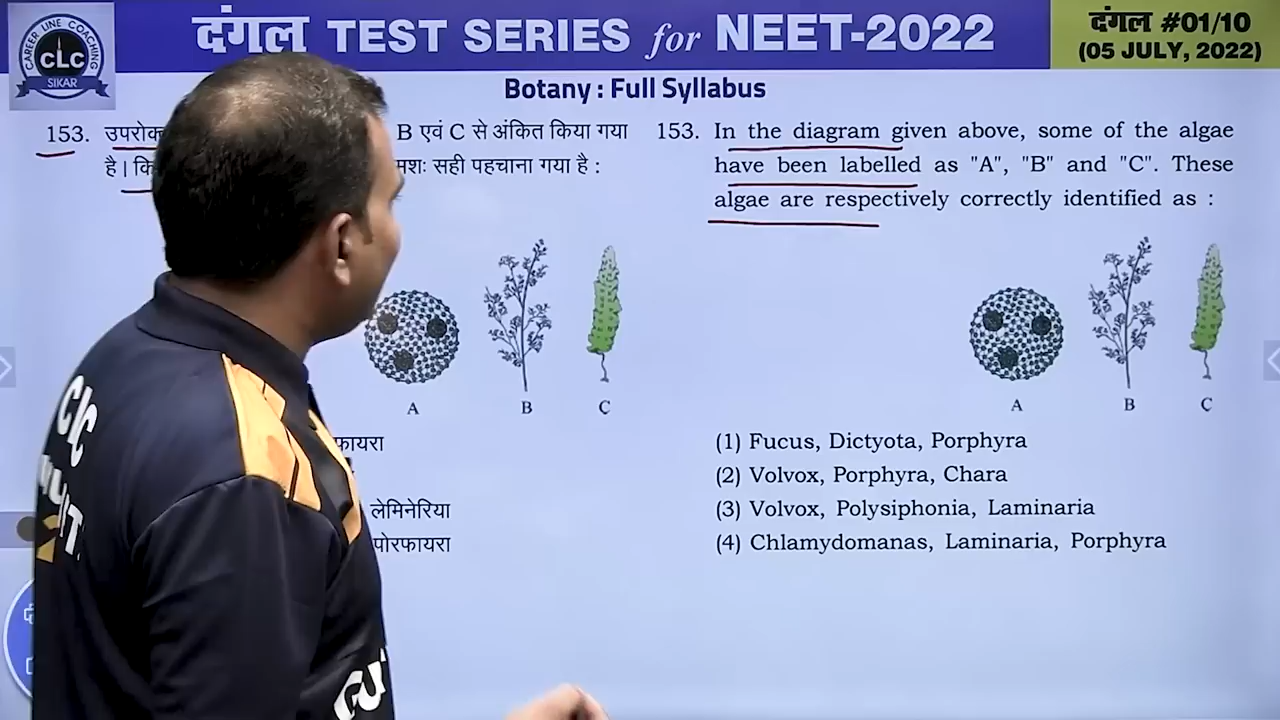 दंगल TEST SERIES for NEET-2022
दंगल #01/10
(05 JULY, 2022)
CAREER LINE COACHING
CLC
SIKAR
Botany : Full Syllabus
153.
B एवं C से अंकित किया गया
है। कि
सही पहचाना गया है :
A
B
C
लेमिनेरिया
पोरफायरा
153. In the diagram given above, some of the algae
have been labelled as "A", "B" and "C". These
algae are respectively correctly identified as :
A
B
C
(1) Fucus, Dictyota, Porphyra
(2) Volvox, Porphyra, Chara
(3) Volvox, Polysiphonia, Laminaria
(4) Chlamydomanas, Laminaria, Porphyra
CLC